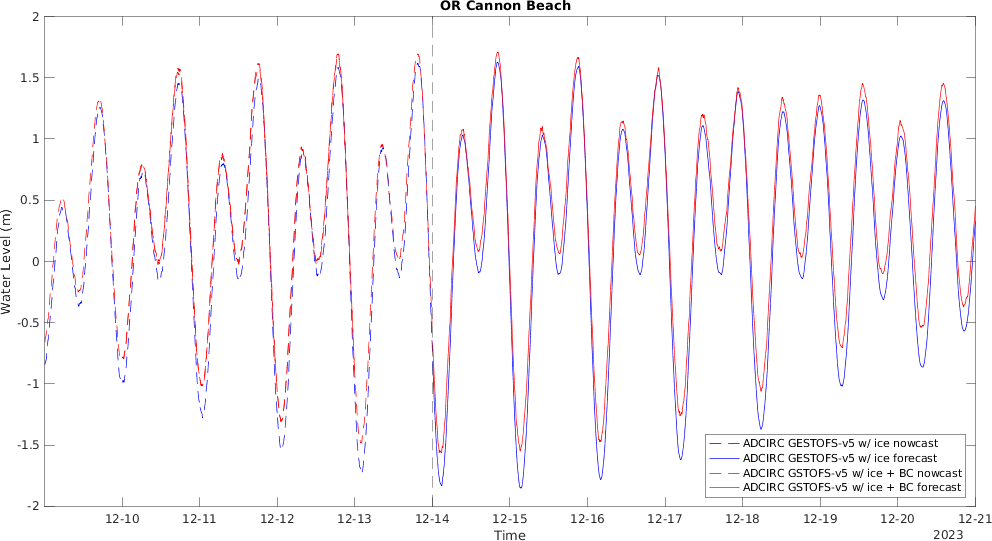 OR Cannon Beach
2
1.5
1
0.5
0
-0.5
-1
-1.5
-2
Water Level (m)
12-10 12-11 12-12 12-13 12-14 12-15 12-16 12-17 12-18 12-19 12-20 12-21
Time
2023
ADCIRC GESTOFS-v5 w/ ice nowcast
ADCIRC GESTOFS-v5 w/ ice forecast
ADCIRC GSTOFS-v5 w/ ice + BC nowcast
ADCIRC GSTOFS-v5 w/ ice + BC forecast